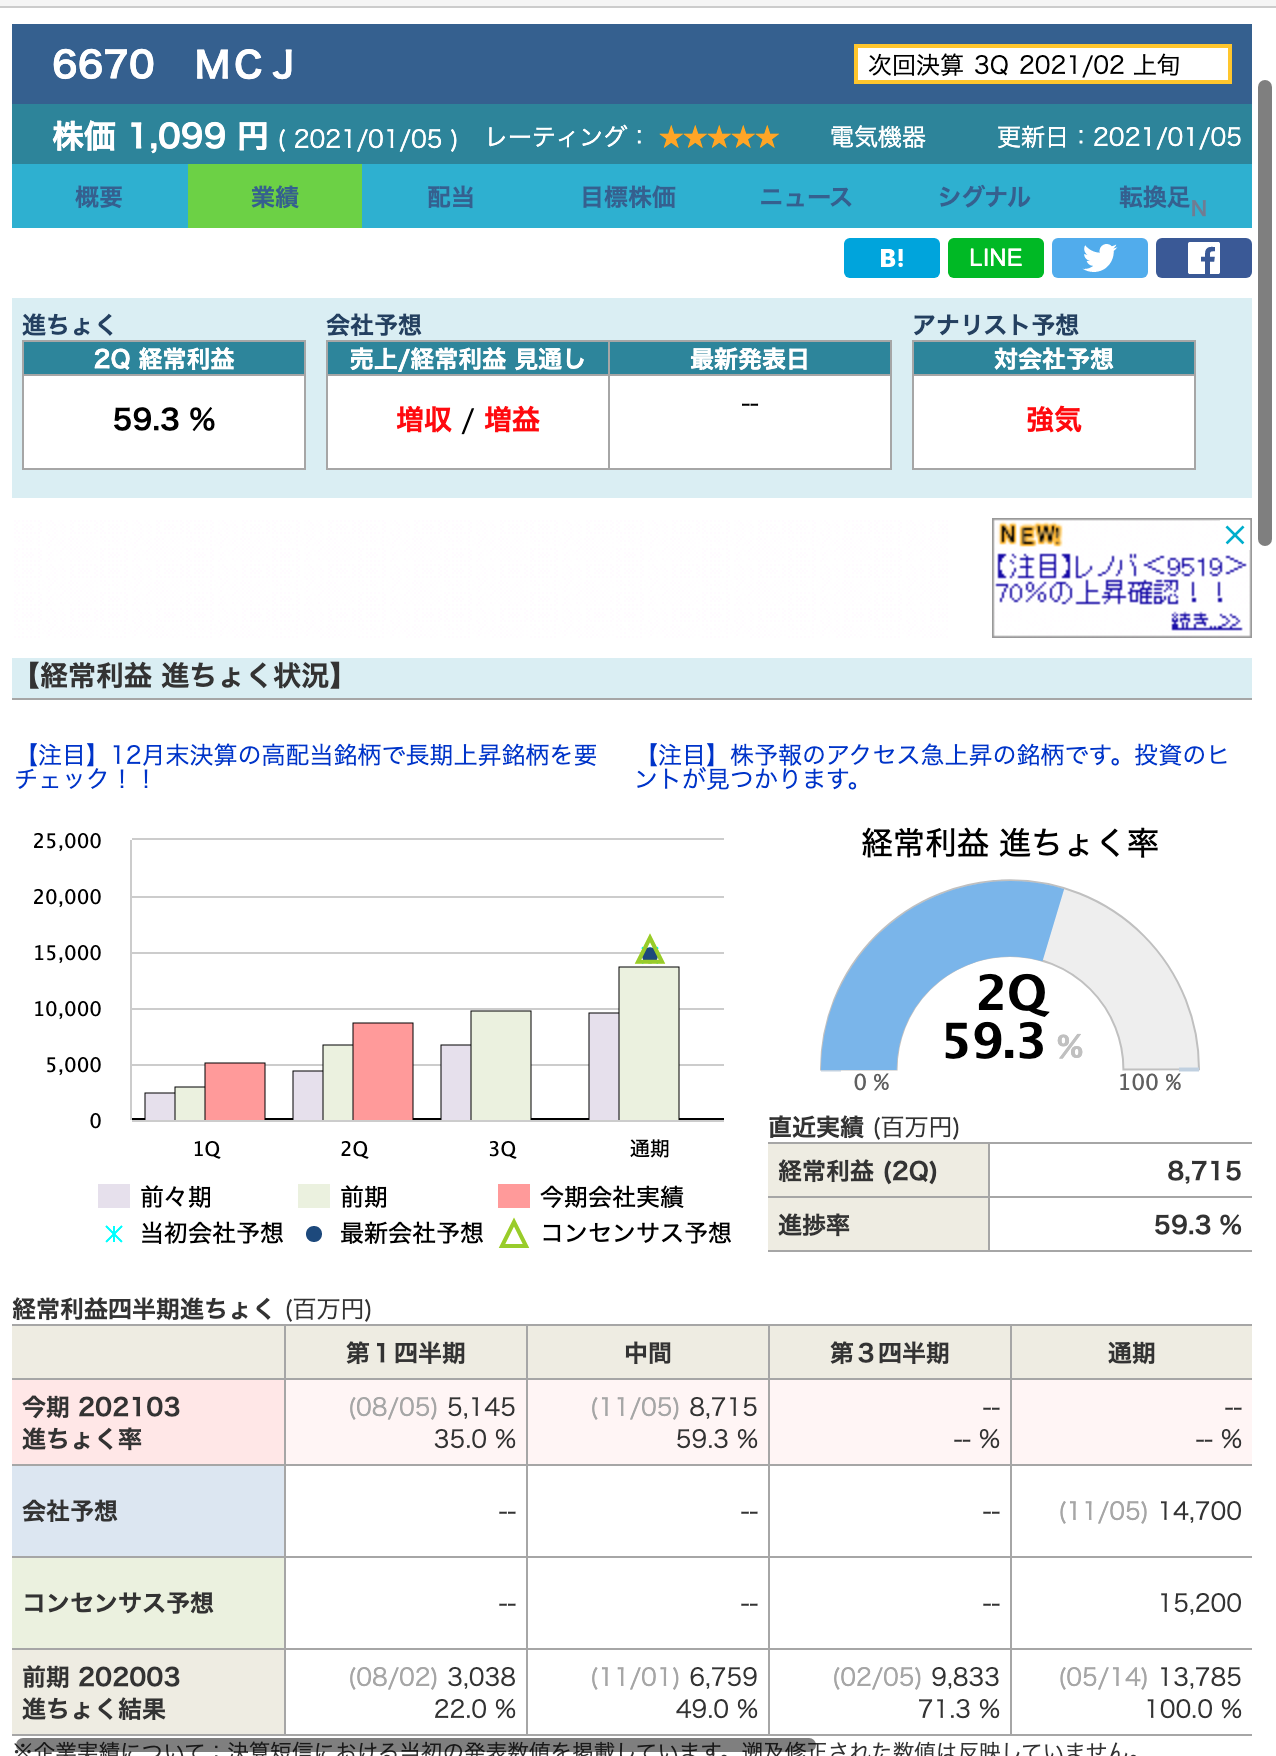 6670 MCJ
次回決算 3Q 2021/02 上旬
株価 1,099 円 ( 2021/01/05 ) レーティング： ★★★★★ 電気機器 更新日：2021/01/05
概要 業績 配当 目標株価 ニュース シグナル 転換足N
B! LINE
進ちょく 会社予想 アナリスト予想
2Q 経常利益 売上/経常利益 見通し 最新発表日 対会社予想
59.3 % 増収 / 増益 -- 強気
NEW!
【注目】レノバ<9519>
70%の上昇確認！！
続き..>>
【経常利益 進ちょく状況】
【注目】12月末決算の高配当銘柄で長期上昇銘柄を要
チェック！！
【注目】株予報のアクセス急上昇の銘柄です。投資のヒ
ントが見つかります。
25,000
20,000
15,000
10,000
5,000
0
1Q 2Q 3Q 通期
前々期 前期 今期会社実績
当初会社予想 最新会社予想 コンセンサス予想
経常利益 進ちょく率
2Q
59.3 %
0 % 100 %
直近実績 (百万円)
経常利益 (2Q) 8,715
進捗率 59.3 %
経常利益四半期進ちょく (百万円)
第１四半期 中間 第３四半期 通期
今期 202103 (08/05) 5,145 (11/05) 8,715 -- --
進ちょく率 35.0 % 59.3 % -- % -- %
会社予想 -- -- -- (11/05) 14,700
コンセンサス予想 -- -- -- 15,200
前期 202003 (08/02) 3,038 (11/01) 6,759 (02/05) 9,833 (05/14) 13,785
進ちょく結果 22.0 % 49.0 % 71.3 % 100.0 %
※企業実績について：決算短信における当初の発表数値を掲載しています。遡及修正された数値は反映していません。